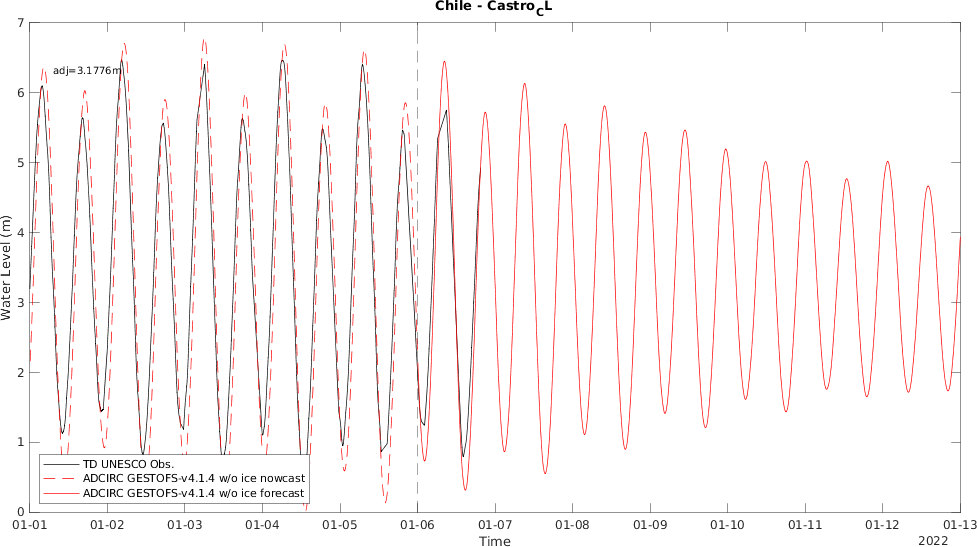 Chile - Castro_CL
adj=3.1776m
Water Level (m)
7
6
5
4
3
2
1
0
TD UNESCO Obs.
ADCIRC GESTOFS-v4.1.4 w/o ice nowcast
ADCIRC GESTOFS-v4.1.4 w/o ice forecast
01-01 01-02 01-03 01-04 01-05 01-06 01-07 01-08 01-09 01-10 01-11 01-12 01-13
Time
2022